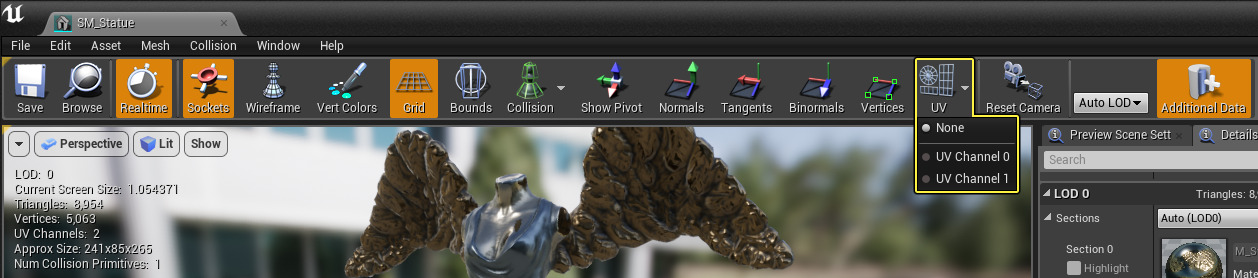 SM_Statue
File Edit Asset Mesh Collision Window Help
Save Browse Realtime Sockets Wireframe Vert Colors Grid Bounds Collision Show Pivot Normals Tangents Binormals Vertices UV Reset Camera Auto LOD Additional Data
None
UV Channel 0
UV Channel 1
Perspective Lit Show
LOD: 0
Current Screen Size: 1.054371
Triangles: 8,954
Vertices: 5,063
UV Channels: 2
Approx Size: 241x85x265
Num Collision Primitives: 1
Preview Scene Sett Details
Search
LOD 0 Triangles: 8,
Sections Auto (LOD0)
Section 0 M_S
Highlight